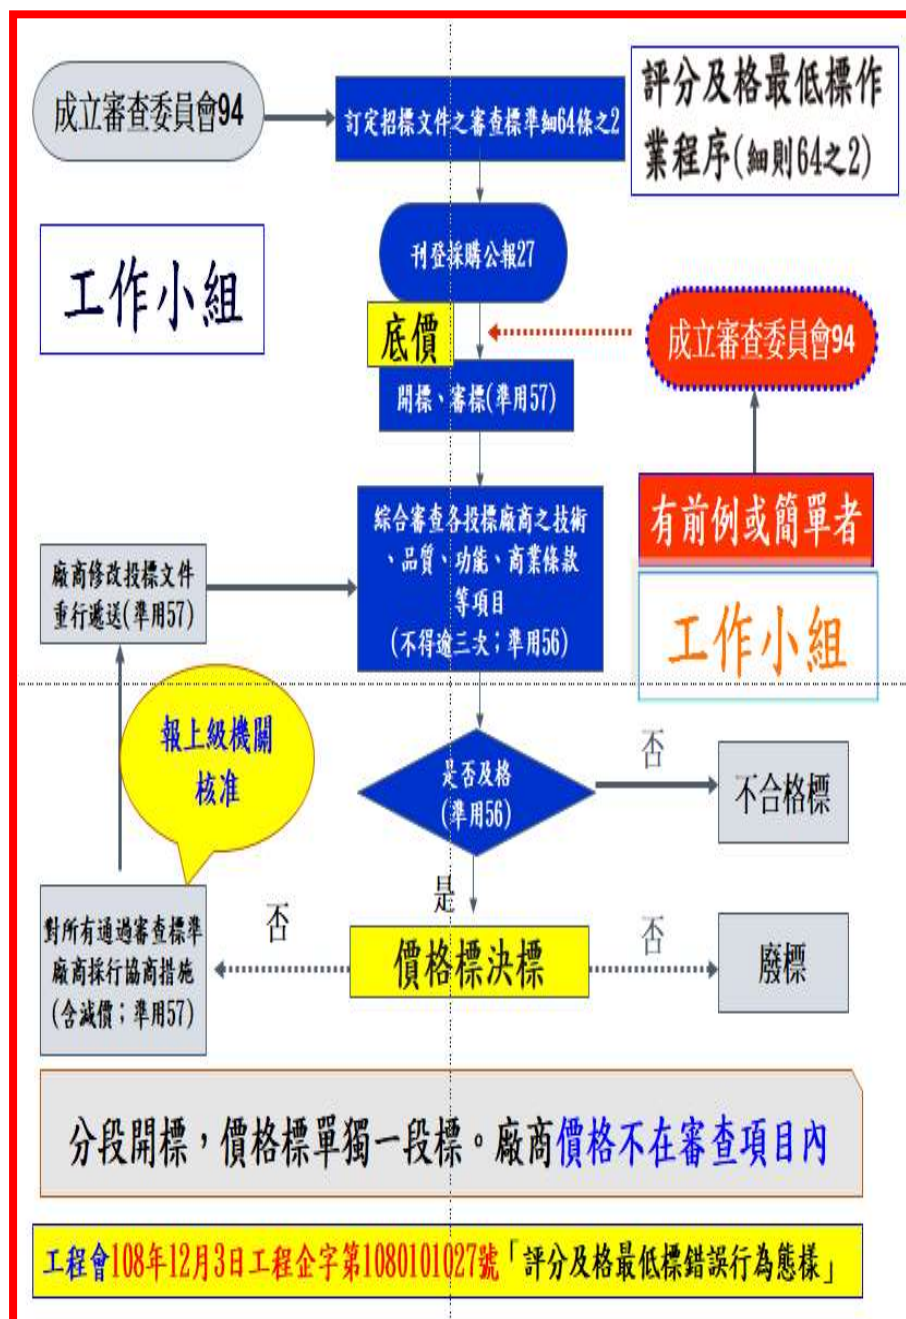 評分及格最低標作
業程序(細則64之2)
成立審查委員會94
訂定招標文件之審查標準細64條之2
工作小組
刊登採購公報27
底價
成立審查委員會94
開標、審標(準用57)
有前例或簡單者
工作小組
綜合審查各投標廠商之技術
、品質、功能、商業條款
等項目
(不得逾三次；準用56)
廠商修改投標文件
重行遞送(準用57)
報上級機關
核准
是否及格
(準用56)
否
不合格標
是
對所有通過審查標準
廠商採行協商措施
(含減價；準用57)
否
價格標決標
否
廢標
分段開標，價格標單獨一段標。廠商價格不在審查項目內
工程會108年12月3日工程企字第1080101027號「評分及格最低標錯誤行為態樣」